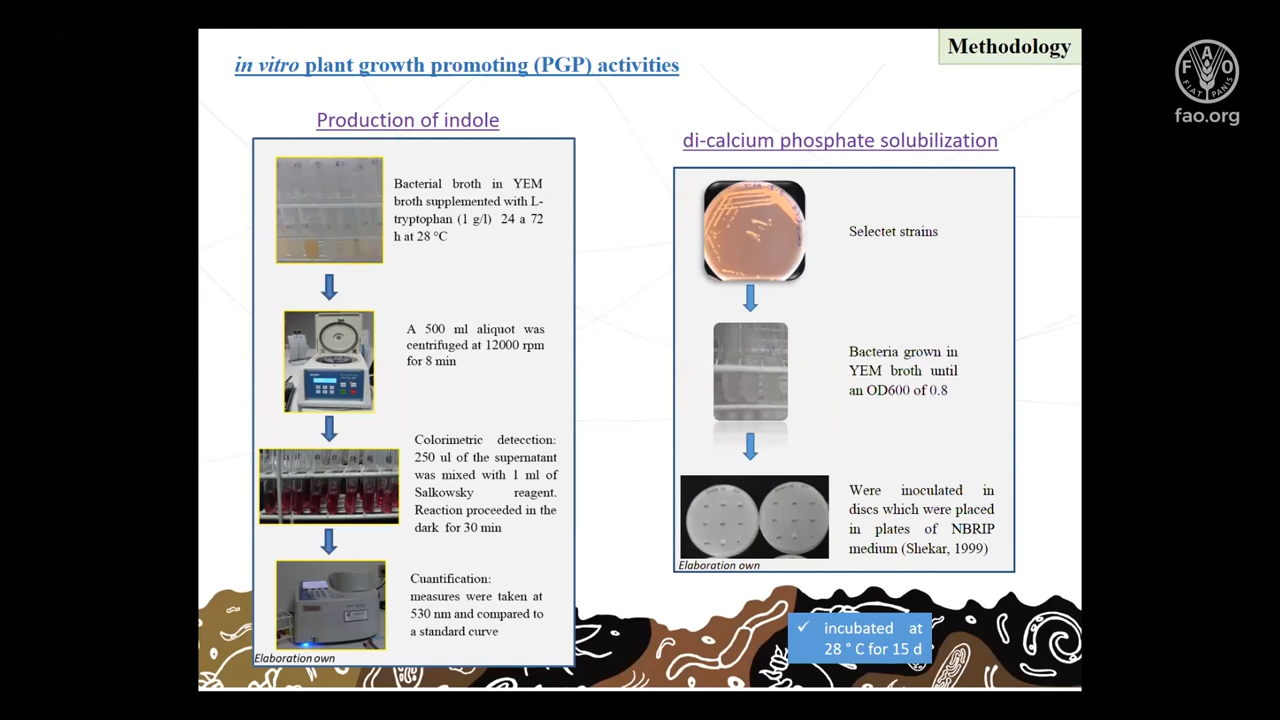 Methodology
in vitro plant growth promoting (PGP) activities
FAO
FIAT PANIS
fao.org
Production of indole
Bacterial broth in YEM
broth supplemented with L-
tryptophan (1 g/l) 24 a 72
h at 28 °C
A 500 ml aliquot was
centrifuged at 12000 rpm
for 8 min
Colorimetric detecction:
250 ul of the supernatant
was mixed with 1 ml of
Salkowsky reagent.
Reaction proceeded in the
dark for 30 min
Cuantification:
measures were taken at
530 nm and compared to
a standard curve
Elaboration own
di-calcium phosphate solubilization
Selectet strains
Bacteria grown in
YEM broth until
an OD600 of 0.8
Were inoculated in
discs which were placed
in plates of NBRIP
medium (Shekar, 1999)
Elaboration own
✓ incubated at
28 ° C for 15 d